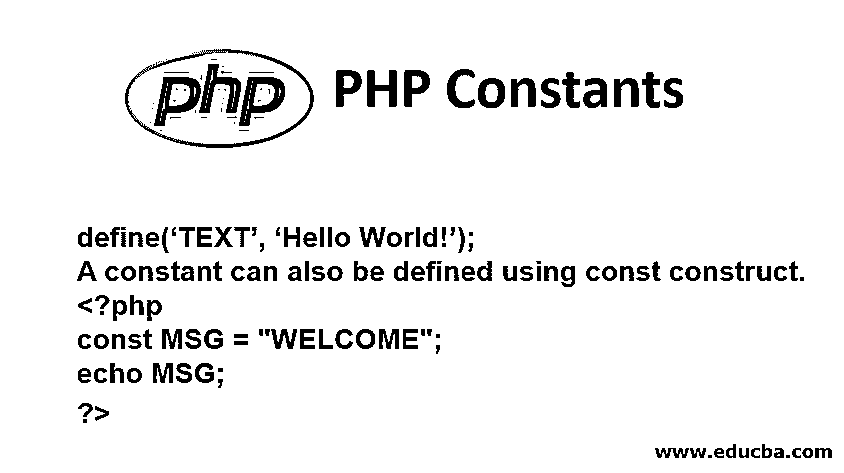 php PHP Constants
define(‘TEXT’, ‘Hello World!’);
A constant can also be defined using const construct.
<?php
const MSG = "WELCOME";
echo MSG;
?>
www.educba.com